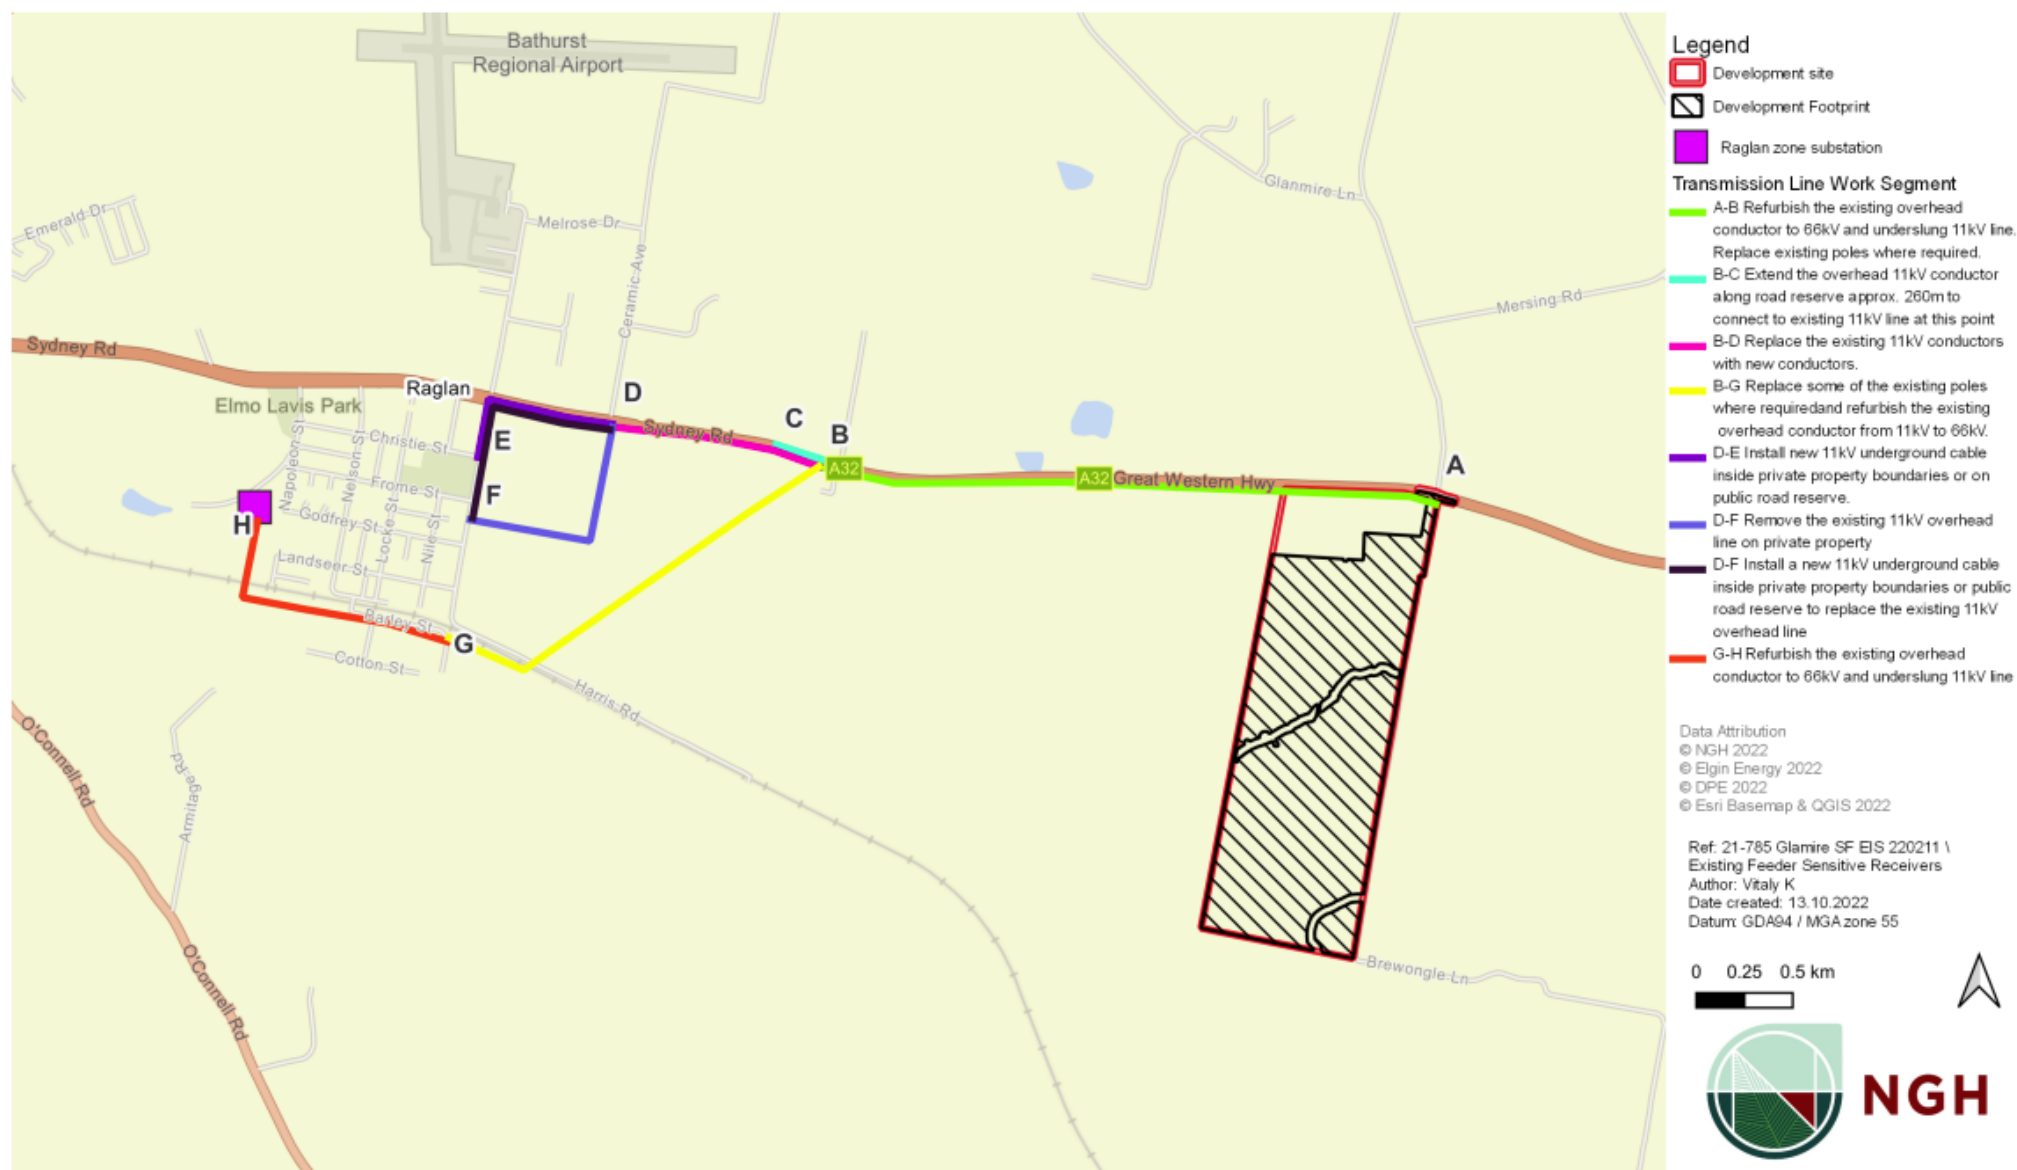 Bathurst
Regional Airport
Emerald Dr
Melrose Dr
Ceramic Ave
Glanmire Ln
Mersing Rd
Sydney Rd
Raglan
Elmo Lavis Park
D
C
B
A
Sydney Rd
A32
A32
Great Western Hwy
E
F
H
G
Christie St
Frome St
Godfrey St
Landseer St
Napoleon St
Nelson St
Locke St
Nile St
Barley St
Cotton St
Harris Rd
O'Connell Rd
Armitage Rd
O'Connell Rd
Brewongle Ln
Legend
Development site
Development Footprint
Raglan zone substation
Transmission Line Work Segment
A-B Refurbish the existing overhead
conductor to 66kV and underslung 11kV line.
Replace existing poles where required.
B-C Extend the overhead 11kV conductor
along road reserve approx. 260m to
connect to existing 11kV line at this point
B-D Replace the existing 11kV conductors
with new conductors.
B-G Replace some of the existing poles
where requiredand refurbish the existing
overhead conductor from 11kV to 66kV.
D-E Install new 11kV underground cable
inside private property boundaries or on
public road reserve.
D-F Remove the existing 11kV overhead
line on private property
D-F Install a new 11kV underground cable
inside private property boundaries or public
road reserve to replace the existing 11kV
overhead line
G-H Refurbish the existing overhead
conductor to 66kV and underslung 11kV line
Data Attribution
© NGH 2022
© Elgin Energy 2022
© DPE 2022
© Esri Basemap & QGIS 2022
Ref: 21-785 Glamire SF EIS 220211 \
Existing Feeder Sensitive Receivers
Author: Vitaly K
Date created: 13.10.2022
Datum: GDA94 / MGA zone 55
0 0.25 0.5 km
NGH